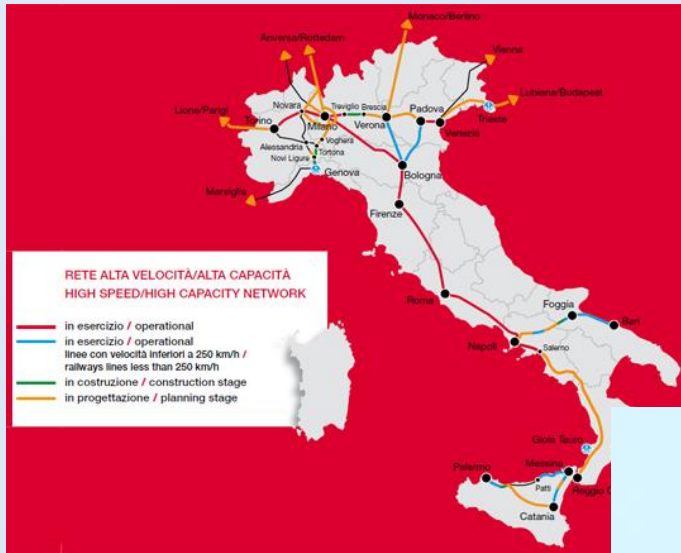 Monaco/Berlino
Anversa/Rotterdam
Vienna
Lubiana/Budapest
Lione/Parigi
Novara
Treviglio
Brescia
Padova
Trieste
Torino
Milano
Verona
Venezia
Voghera
Alessandria
Tortona
Novi Ligure
Genova
Bologna
Marsiglia
Firenze
RETE ALTA VELOCITÀ/ALTA CAPACITÀ
HIGH SPEED/HIGH CAPACITY NETWORK
in esercizio / operational
in esercizio / operational
linee con velocità inferiori a 250 km/h /
railways lines less than 250 km/h
in costruzione / construction stage
in progettazione / planning stage
Roma
Foggia
Bari
Napoli
Salerno
Gioia Tauro
Messina
Palermo
Patti
Reggio C
Catania